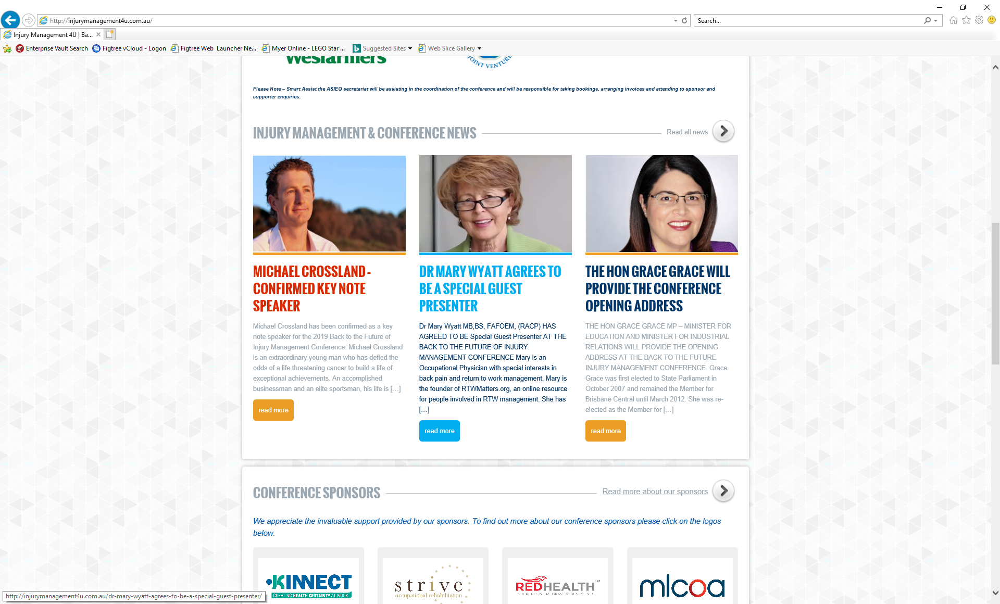 http://injurymanagement4u.com.au/
Search...
Injury Management 4U | Ba...
Enterprise Vault Search
Figtree vCloud - Logon
Figtree Web Launcher Ne...
Myer Online - LEGO Star ...
Suggested Sites
Web Slice Gallery
Wesfarmers
JOINT VENTURE
Please Note – Smart Assist the ASIEQ secretariat will be assisting in the coordination of the conference and will be responsible for taking bookings, arranging invoices and attending to sponsor and
supporter enquiries.
INJURY MANAGEMENT & CONFERENCE NEWS
Read all news
MICHAEL CROSSLAND -
CONFIRMED KEY NOTE
SPEAKER
Michael Crossland has been confirmed as a key
note speaker for the 2019 Back to the Future of
Injury Management Conference. Michael Crossland
is an extraordinary young man who has defied the
odds of a life threatening cancer to build a life of
exceptional achievements. An accomplished
businessman and an elite sportsman, his life is […]
read more
DR MARY WYATT AGREES TO
BE A SPECIAL GUEST
PRESENTER
Dr Mary Wyatt MB,BS, FAFOEM, (RACP) HAS
AGREED TO BE Special Guest Presenter AT THE
BACK TO THE FUTURE OF INJURY
MANAGEMENT CONFERENCE Mary is an
Occupational Physician with special interests in
back pain and return to work management. Mary is
the founder of RTWMatters.org, an online resource
for people involved in RTW management. She has
[…]
read more
THE HON GRACE GRACE WILL
PROVIDE THE CONFERENCE
OPENING ADDRESS
THE HON GRACE GRACE MP – MINISTER FOR
EDUCATION AND MINISTER FOR INDUSTRIAL
RELATIONS WILL PROVIDE THE OPENING
ADDRESS AT THE BACK TO THE FUTURE
INJURY MANAGEMENT CONFERENCE. Grace
Grace was first elected to State Parliament in
October 2007 and remained the Member for
Brisbane Central until March 2012. She was re-
elected as the Member for […]
read more
CONFERENCE SPONSORS
Read more about our sponsors
We appreciate the invaluable support provided by our sponsors. To find out more about our conference sponsors please click on the logos
below.
KINNECT
CREATING HEALTH CERTAINTY AT WORK
strive
occupational rehabilitation
REDHEALTH™
INDEPENDENT MEDICAL ASSESSMENTS
mlcoa
http://injurymanagement4u.com.au/dr-mary-wyatt-agrees-to-be-a-special-guest-presenter/